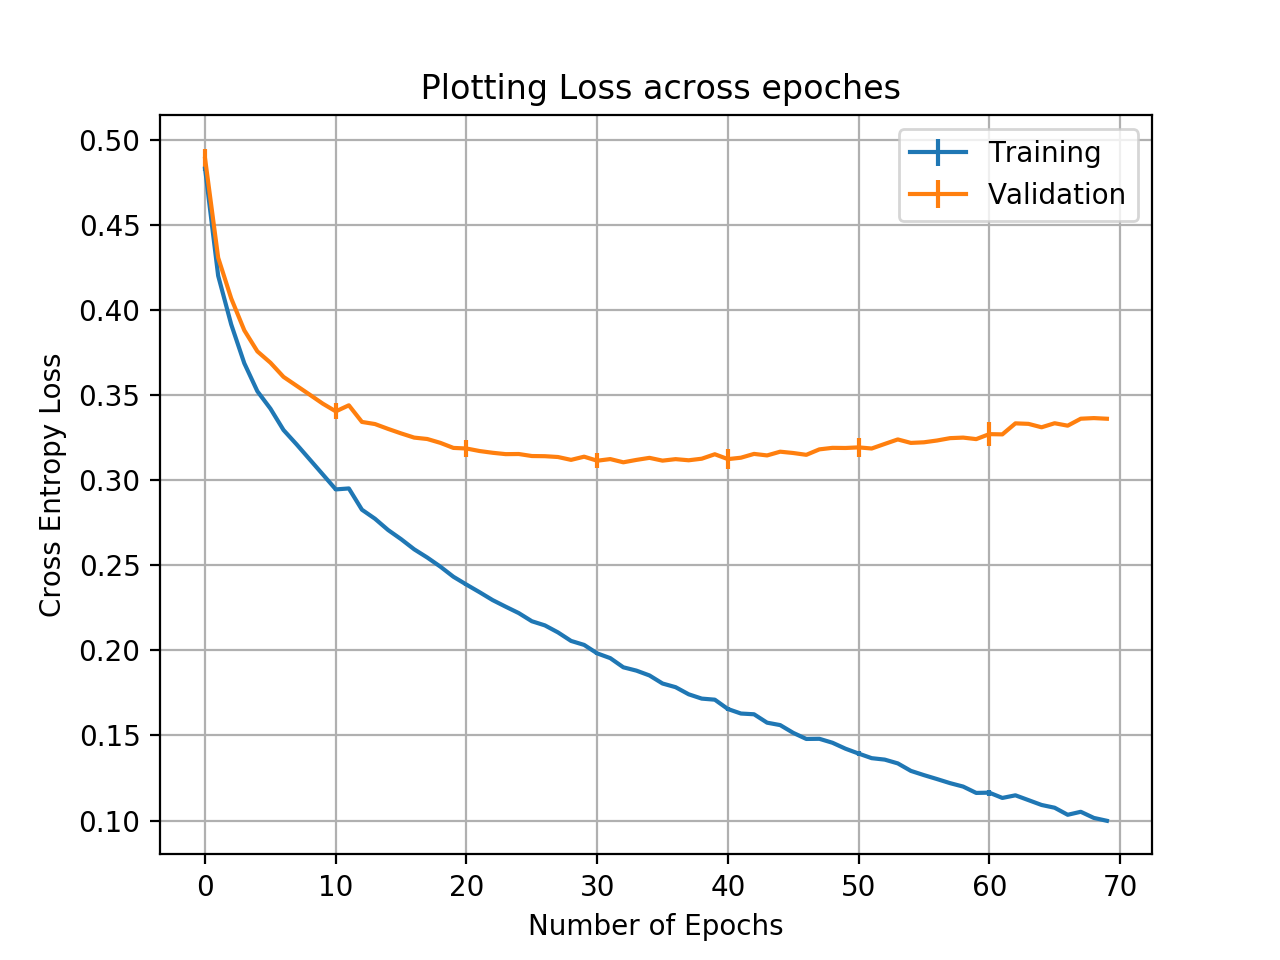 Plotting Loss across epoches
Training
Validation
0.50
0.45
0.40
0.35
0.30
0.25
0.20
0.15
0.10
Cross Entropy Loss
0 10 20 30 40 50 60 70
Number of Epochs